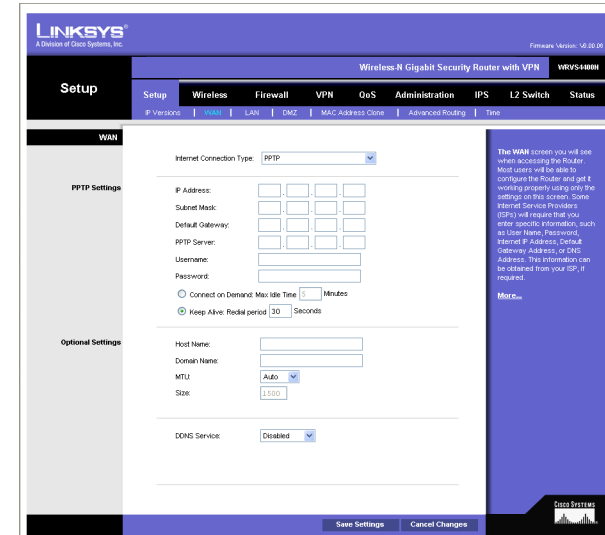 LINKSYS®
A Division of Cisco Systems, Inc.
Firmware Version: V0.00.06
Wireless-N Gigabit Security Router with VPN WRVS4400N
Setup
Setup Wireless Firewall VPN QoS Administration IPS L2 Switch Status
IP Versions | WAN | LAN | DMZ | MAC Address Clone | Advanced Routing | Time
WAN
Internet Connection Type: PPTP
PPTP Settings
IP Address: . . .
Subnet Mask: . . .
Default Gateway: . . .
PPTP Server: . . .
Username:
Password:
Connect on Demand: Max Idle Time 5 Minutes
Keep Alive: Redial period 30 Seconds
Optional Settings
Host Name:
Domain Name:
MTU: Auto
Size: 1500
DDNS Service: Disabled
The WAN screen you will see
when accessing the Router.
Most users will be able to
configure the Router and get it
working properly using only the
settings on this screen. Some
Internet Service Providers
(ISPs) will require that you
enter specific information, such
as User Name, Password,
Internet IP Address, Default
Gateway Address, or DNS
Address. This information can
be obtained from your ISP, if
required.
More...
Save Settings Cancel Changes
CISCO SYSTEMS